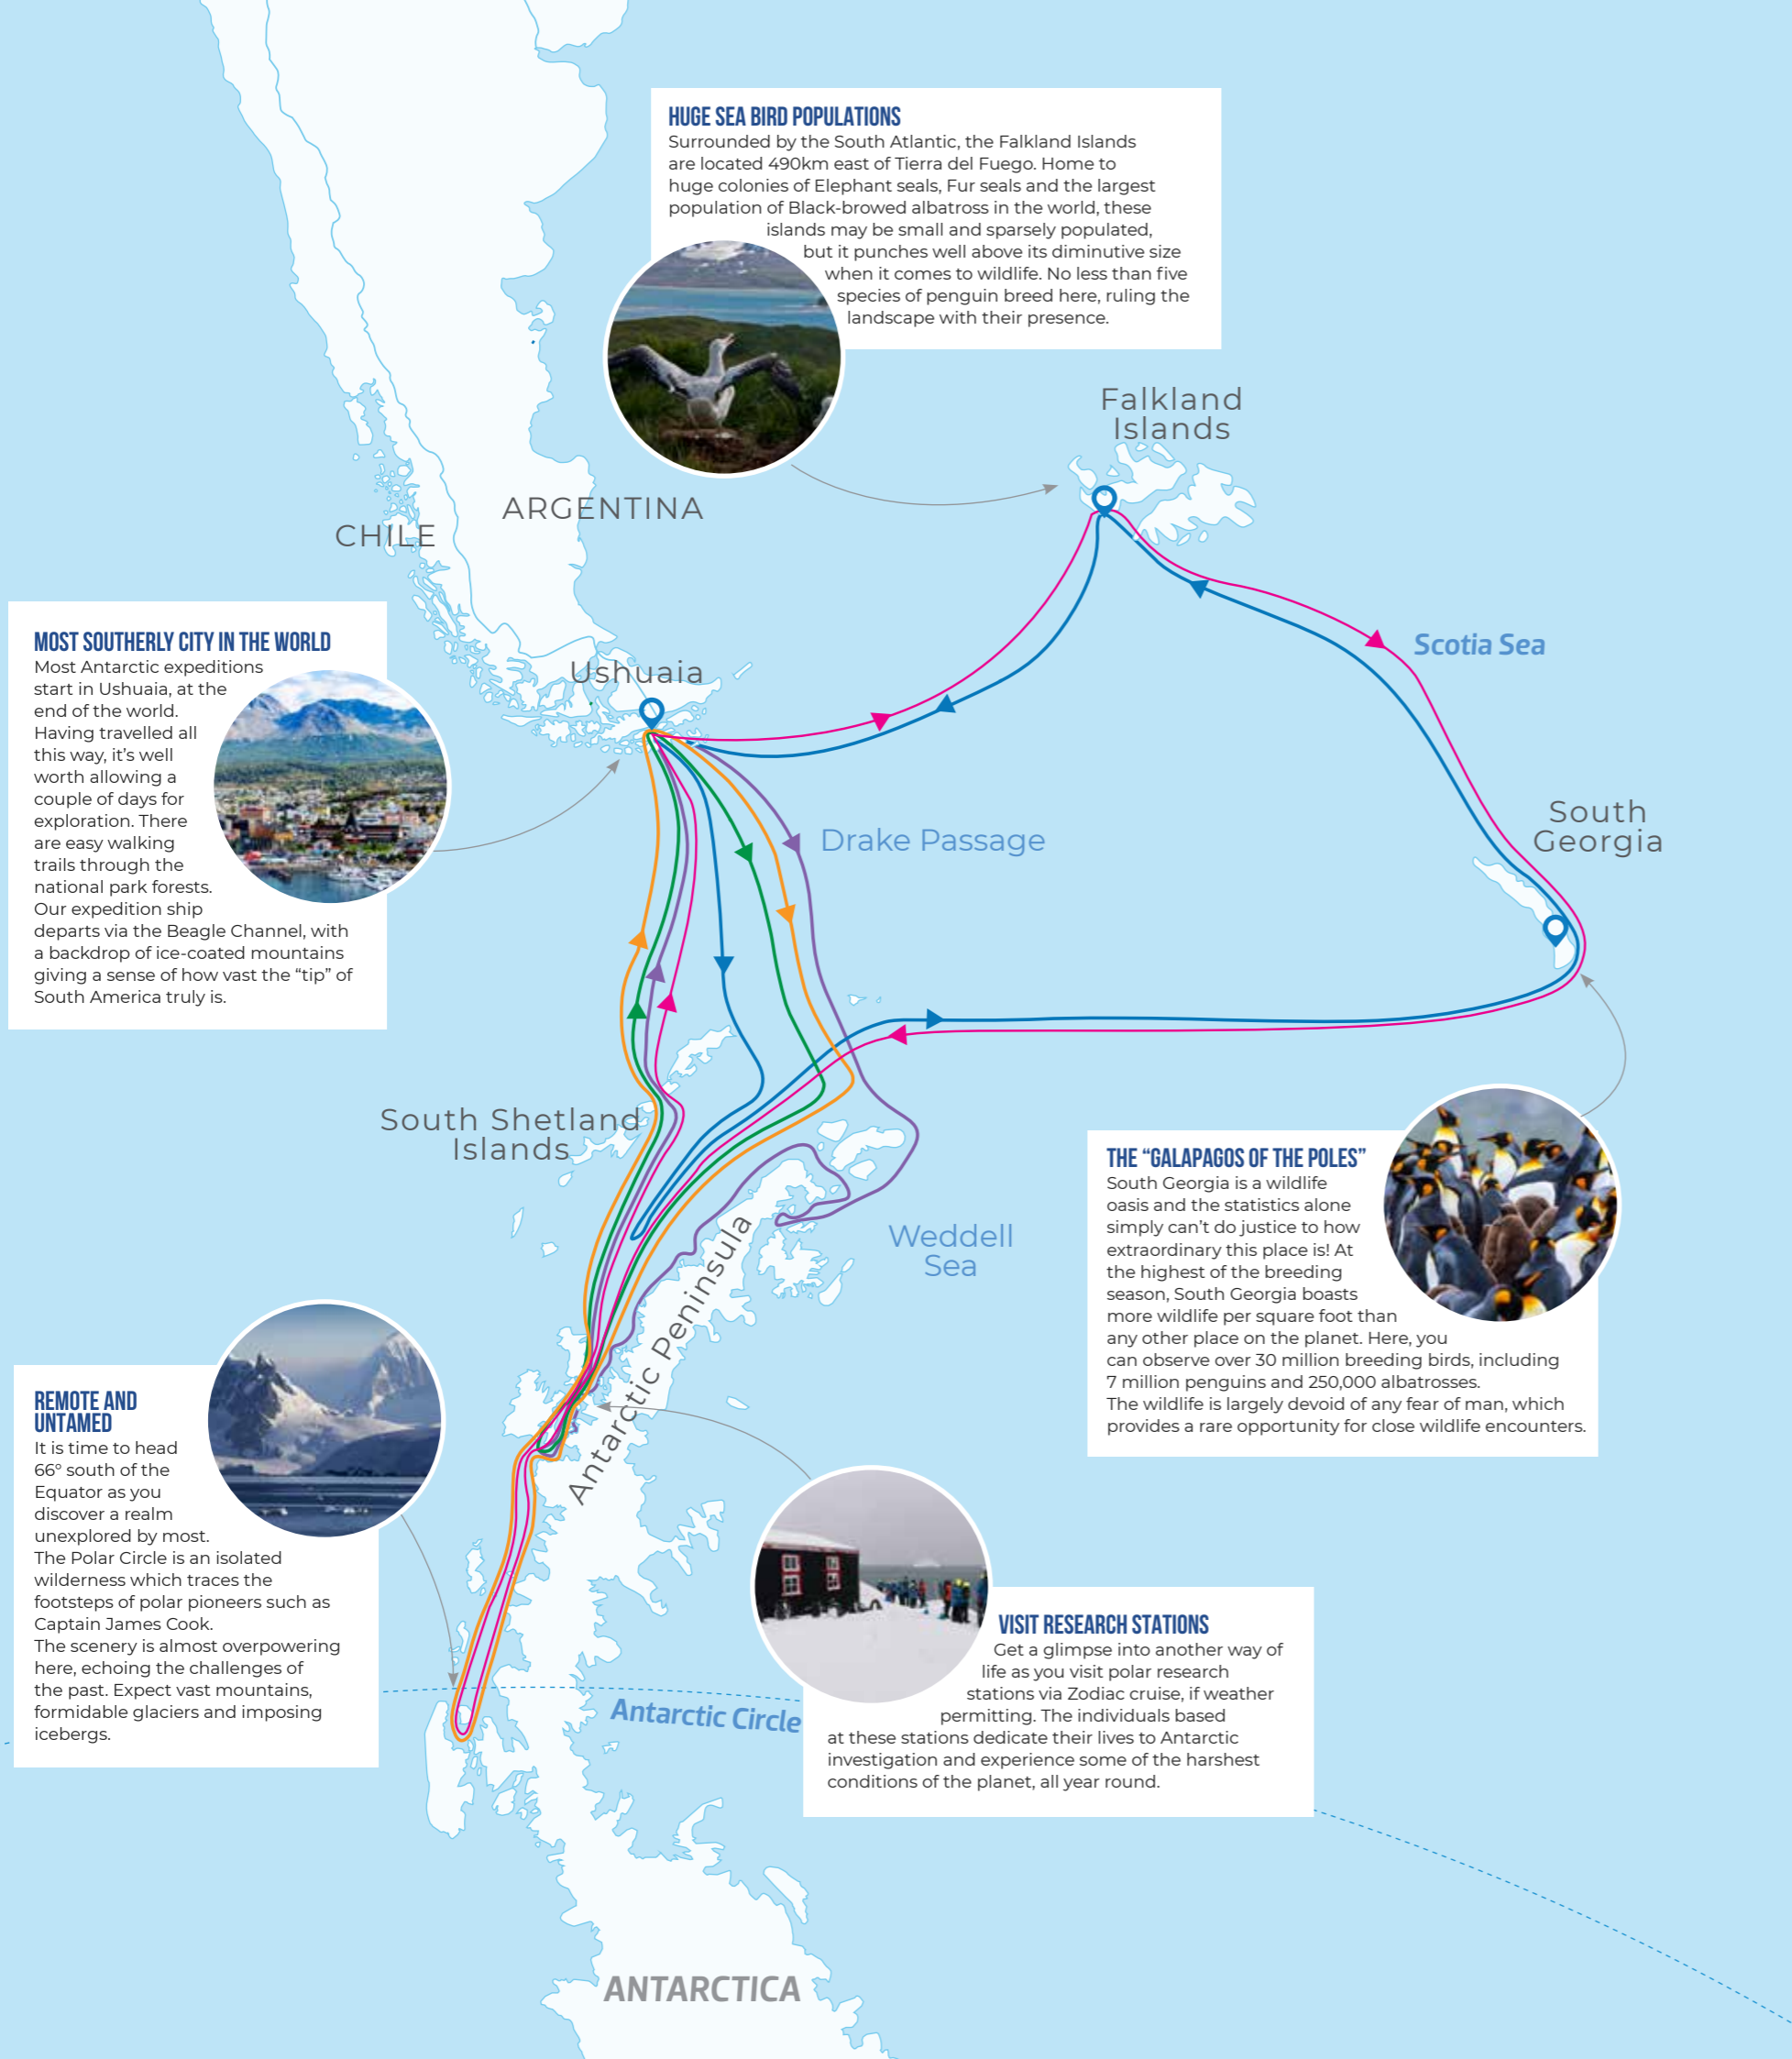 HUGE SEA BIRD POPULATIONS
Surrounded by the South Atlantic, the Falkland Islands
are located 490km east of Tierra del Fuego. Home to
huge colonies of Elephant seals, Fur seals and the largest
population of Black-browed albatross in the world, these
islands may be small and sparsely populated,
but it punches well above its diminutive size
when it comes to wildlife. No less than five
species of penguin breed here, ruling the
landscape with their presence.
Falkland
Islands
ARGENTINA
CHILE
MOST SOUTHERLY CITY IN THE WORLD
Most Antarctic expeditions
start in Ushuaia, at the
end of the world.
Having travelled all
this way, it's well
worth allowing a
couple of days for
exploration. There
are easy walking
trails through the
national park forests.
Our expedition ship
departs via the Beagle Channel, with
a backdrop of ice-coated mountains
giving a sense of how vast the “tip” of
South America truly is.
Ushuaia
Scotia Sea
Drake Passage
South
Georgia
South Shetland
Islands
THE “GALAPAGOS OF THE POLES”
South Georgia is a wildlife
oasis and the statistics alone
simply can't do justice to how
extraordinary this place is! At
the highest of the breeding
season, South Georgia boasts
more wildlife per square foot than
any other place on the planet. Here, you
can observe over 30 million breeding birds, including
7 million penguins and 250,000 albatrosses.
The wildlife is largely devoid of any fear of man, which
provides a rare opportunity for close wildlife encounters.
Weddell
Sea
Antarctic Peninsula
REMOTE AND
UNTAMED
It is time to head
66° south of the
Equator as you
discover a realm
unexplored by most.
The Polar Circle is an isolated
wilderness which traces the
footsteps of polar pioneers such as
Captain James Cook.
The scenery is almost overpowering
here, echoing the challenges of
the past. Expect vast mountains,
formidable glaciers and imposing
icebergs.
VISIT RESEARCH STATIONS
Get a glimpse into another way of
life as you visit polar research
stations via Zodiac cruise, if weather
permitting. The individuals based
at these stations dedicate their lives to Antarctic
investigation and experience some of the harshest
conditions of the planet, all year round.
Antarctic Circle
ANTARCTICA